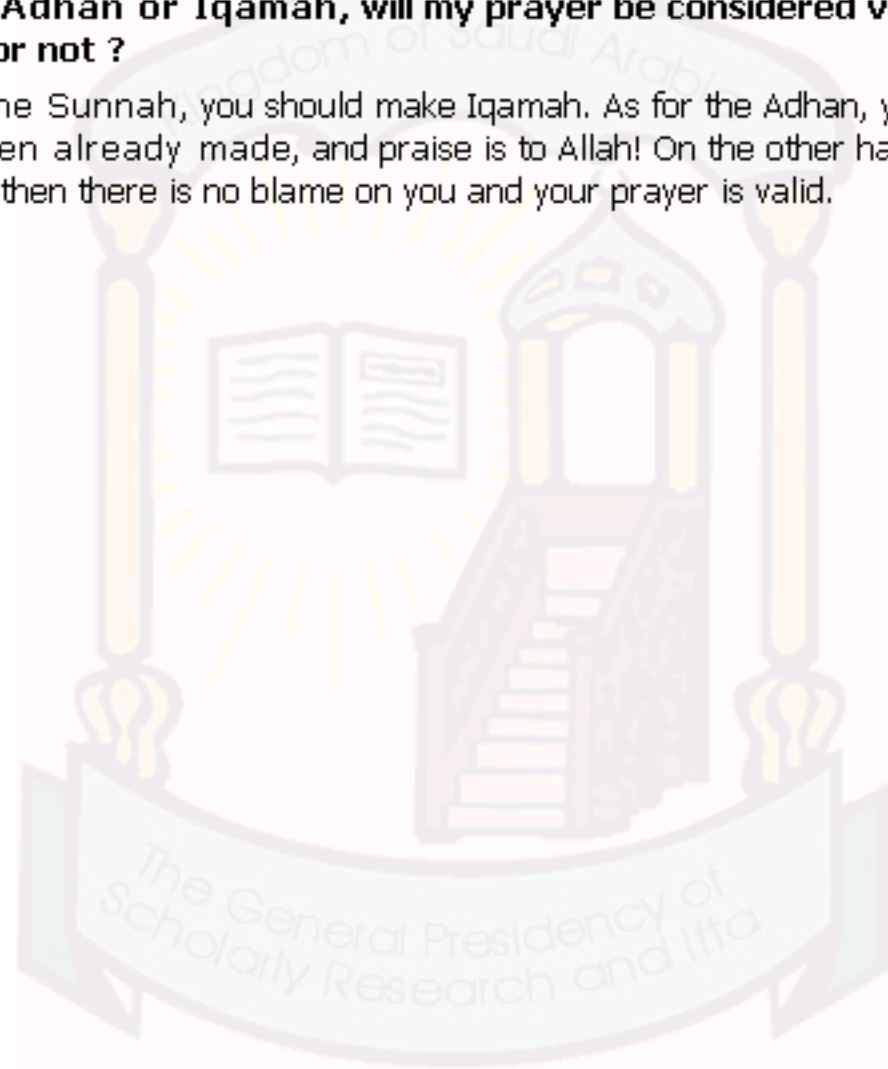 Adhan or Iqamah, will my prayer be considered v
or not ?
Kingdom of Saudi Arabia
he Sunnah, you should make Iqamah. As for the Adhan, y
en already made, and praise is to Allah! On the other ha
then there is no blame on you and your prayer is valid.
The General Presidency of
Scholarly Research and Ifta